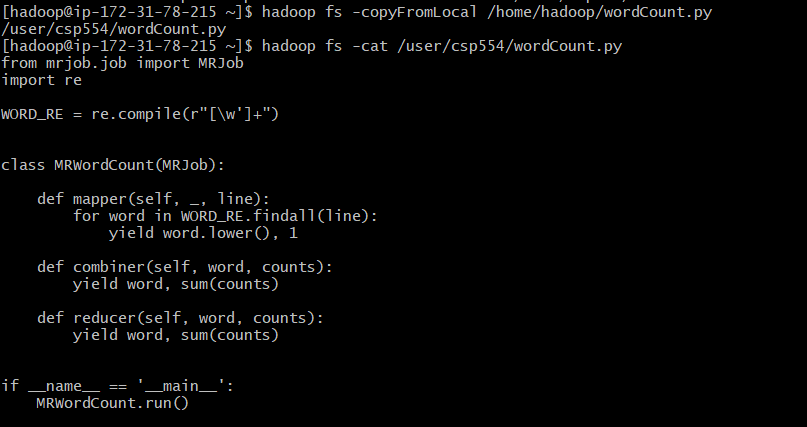 [hadoop@ip-172-31-78-215 ~]$ hadoop fs -copyFromLocal /home/hadoop/wordCount.py
/user/csp554/wordCount.py
[hadoop@ip-172-31-78-215 ~]$ hadoop fs -cat /user/csp554/wordCount.py
from mrjob.job import MRJob
import re

WORD_RE = re.compile(r"[\w']+")


class MRWordCount(MRJob):

    def mapper(self, _, line):
        for word in WORD_RE.findall(line):
            yield word.lower(), 1

    def combiner(self, word, counts):
        yield word, sum(counts)

    def reducer(self, word, counts):
        yield word, sum(counts)


if __name__ == '__main__':
    MRWordCount.run()